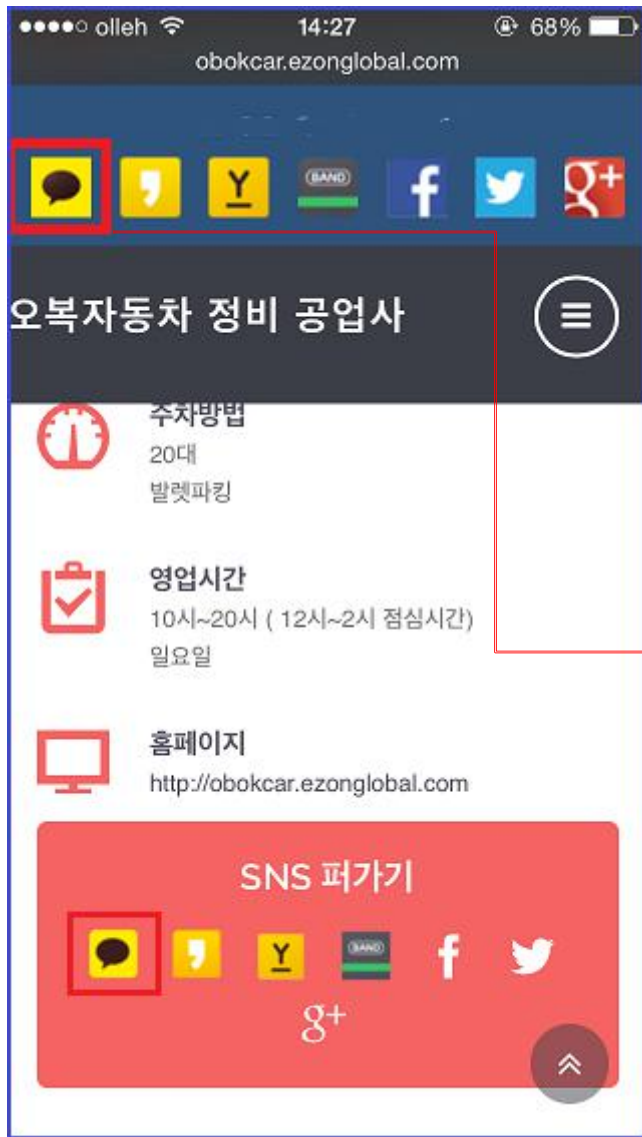 olleh 14:27 68%
obokcar.ezonglobal.com
Y BAND f g+
오복자동차 정비 공업사
주차방법
20대
발렛파킹
영업시간
10시~20시 ( 12시~2시 점심시간)
일요일
홈페이지
http://obokcar.ezonglobal.com
SNS 퍼가기
Y BAND f
g+